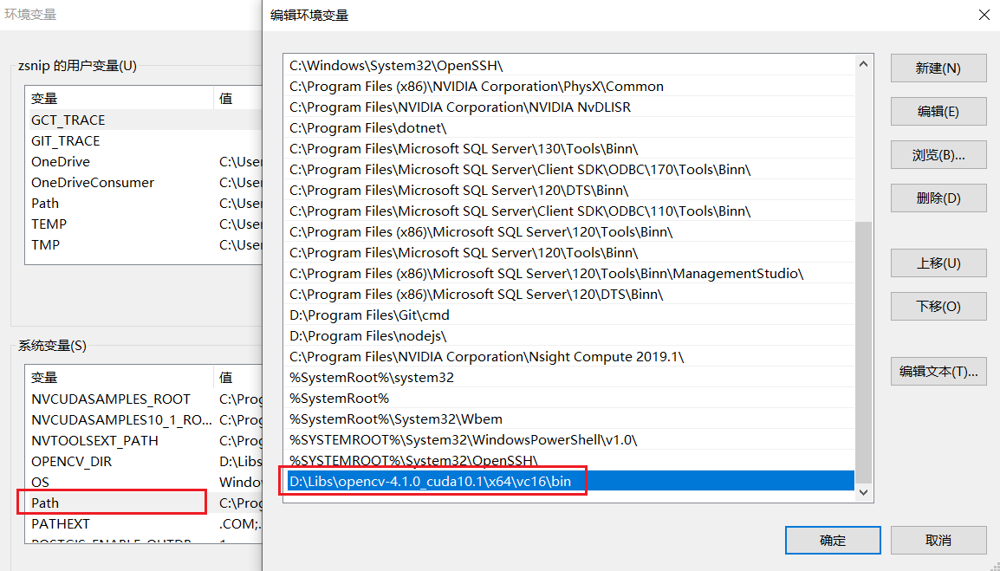 环境变量
zsnip 的用户变量(U)
变量 值
GCT_TRACE
GIT_TRACE
OneDrive C:\User
OneDriveConsumer C:\User
Path C:\User
TEMP C:\User
TMP C:\User
系统变量(S)
变量 值
NVCUDASAMPLES_ROOT C:\Prog
NVCUDASAMPLES10_1_RO... C:\Prog
NVTOOLSEXT_PATH C:\Prog
OPENCV_DIR D:\Libs
OS Windo
Path C:\Prog
PATHEXT .COM;.
编辑环境变量
C:\Windows\System32\OpenSSH\
C:\Program Files (x86)\NVIDIA Corporation\PhysX\Common
C:\Program Files\NVIDIA Corporation\NVIDIA NvDLISR
C:\Program Files\dotnet\
C:\Program Files\Microsoft SQL Server\130\Tools\Binn\
C:\Program Files\Microsoft SQL Server\Client SDK\ODBC\170\Tools\Binn\
C:\Program Files\Microsoft SQL Server\120\DTS\Binn\
C:\Program Files\Microsoft SQL Server\Client SDK\ODBC\110\Tools\Binn\
C:\Program Files (x86)\Microsoft SQL Server\120\Tools\Binn\
C:\Program Files\Microsoft SQL Server\120\Tools\Binn\
C:\Program Files (x86)\Microsoft SQL Server\120\Tools\Binn\ManagementStudio\
C:\Program Files (x86)\Microsoft SQL Server\120\DTS\Binn\
D:\Program Files\Git\cmd
D:\Program Files\nodejs\
C:\Program Files\NVIDIA Corporation\Nsight Compute 2019.1\
%SystemRoot%\system32
%SystemRoot%
%SystemRoot%\System32\Wbem
%SYSTEMROOT%\System32\WindowsPowerShell\v1.0\
%SYSTEMROOT%\System32\OpenSSH\
D:\Libs\opencv-4.1.0_cuda10.1\x64\vc16\bin
新建(N)
编辑(E)
浏览(B)...
删除(D)
上移(U)
下移(O)
编辑文本(T)...
确定
取消